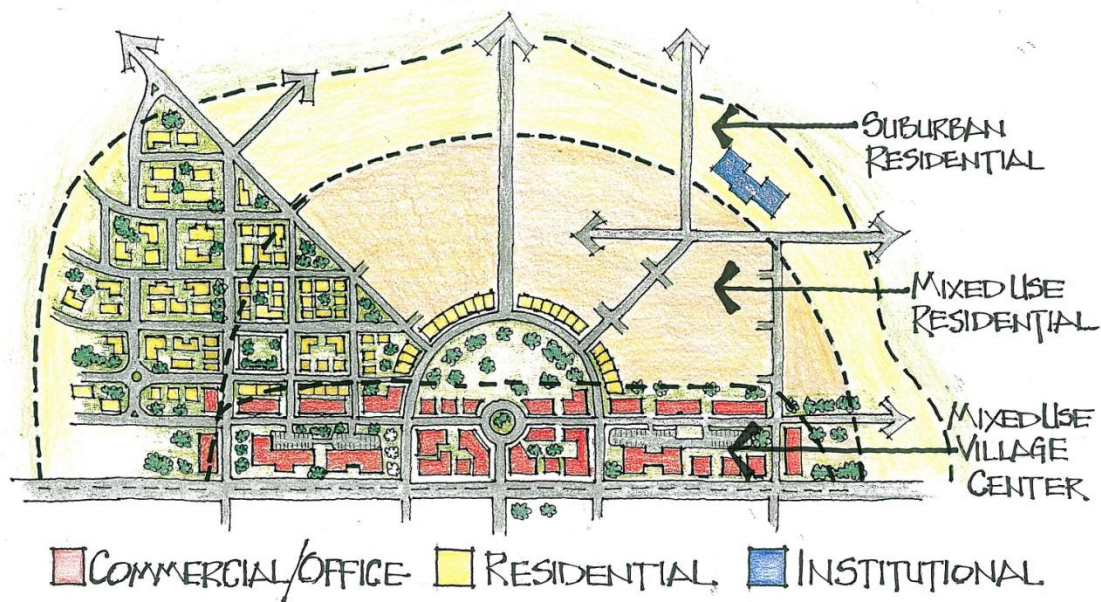 SUBURBAN
RESIDENTIAL
MIXED USE
RESIDENTIAL
MIXED USE
VILLAGE
CENTER
COMMERCIAL/OFFICE RESIDENTIAL INSTITUTIONAL